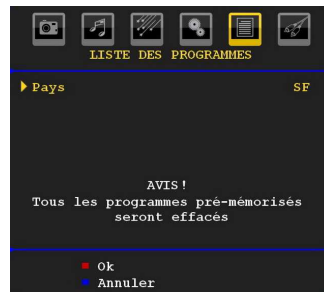 LISTE DES PROGRAMMES
Pays SF
AVIS!
Tous les programmes pré-mémorisés
seront effacés
Ok
Annuler